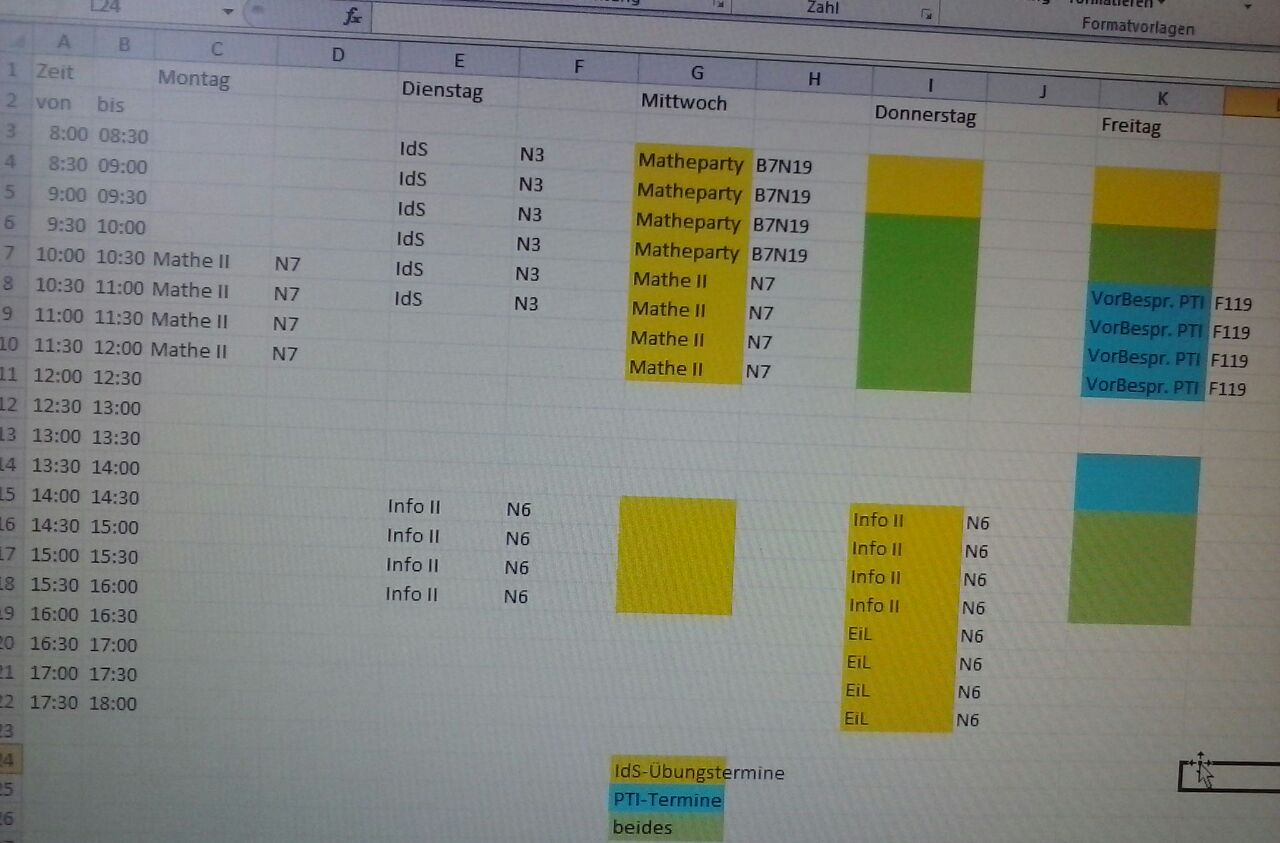 L24 fx Zahl Formatvorlagen
A B C D E F G H I J K
1 Zeit Montag Dienstag Mittwoch Donnerstag Freitag
2 von bis
3 8:00 08:30 IdS N3 Matheparty B7N19
4 8:30 09:00 IdS N3 Matheparty B7N19
5 9:00 09:30 IdS N3 Matheparty B7N19
6 9:30 10:00 IdS N3 Matheparty B7N19
7 10:00 10:30 Mathe II N7 IdS N3 Mathe II N7 VorBespr. PTI F119
8 10:30 11:00 Mathe II N7 IdS N3 Mathe II N7 VorBespr. PTI F119
9 11:00 11:30 Mathe II N7 Mathe II N7 VorBespr. PTI F119
10 11:30 12:00 Mathe II N7 Mathe II N7 VorBespr. PTI F119
11 12:00 12:30
12 12:30 13:00
13 13:00 13:30
14 13:30 14:00
15 14:00 14:30 Info II N6 Info II N6
16 14:30 15:00 Info II N6 Info II N6
17 15:00 15:30 Info II N6 Info II N6
18 15:30 16:00 Info II N6 Info II N6
19 16:00 16:30 EiL N6
20 16:30 17:00 EiL N6
21 17:00 17:30 EiL N6
22 17:30 18:00 EiL N6
23
24 IdS-Übungstermine
25 PTI-Termine
26 beides